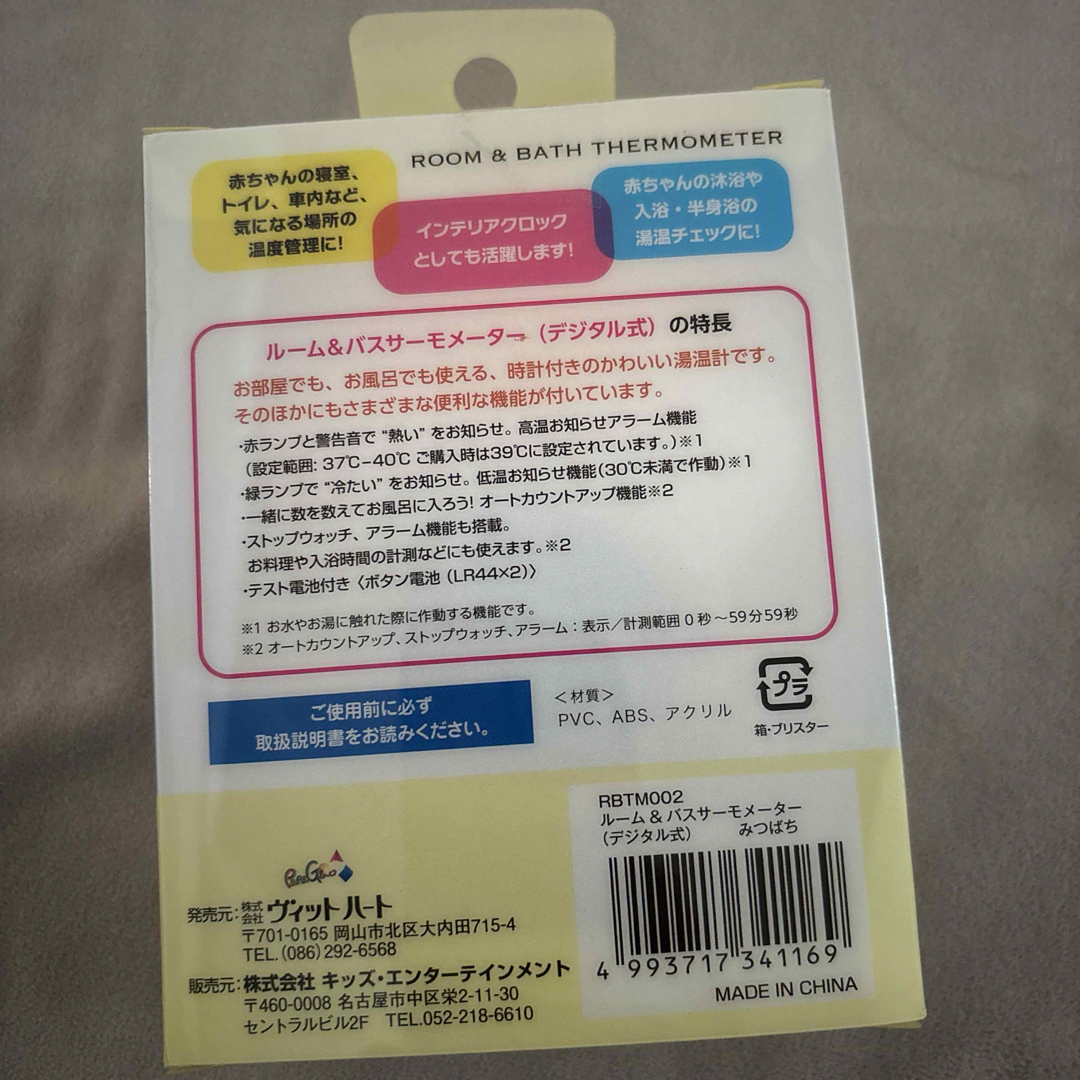 ROOM & BATH THERMOMETER
赤ちゃんの寝室、
トイレ、車内など、
気になる場所の
温度管理に!
インテリアクロック
としても活躍します!
赤ちゃんの沐浴や
入浴・半身浴の
湯温チェックに!
ルーム&バスサーモメーター(デジタル式)の特長
お部屋でも、お風呂でも使える、時計付きのかわいい湯温計です。
そのほかにもさまざまな便利な機能が付いています。
・赤ランプと警告音で“熱い”をお知らせ。高温お知らせアラーム機能
(設定範囲: 37℃−40℃ ご購入時は39℃に設定されています。)※1
・緑ランプで“冷たい”をお知らせ。低温お知らせ機能(30℃未満で作動)※1
・一緒に数を数えてお風呂に入ろう! オートカウントアップ機能※2
・ストップウォッチ、アラーム機能も搭載。
お料理や入浴時間の計測などにも使えます。※2
・テスト電池付き〈ボタン電池(LR44×2)〉
※1 お水やお湯に触れた際に作動する機能です。
※2 オートカウントアップ、ストップウォッチ、アラーム：表示／計測範囲 0秒〜59分59秒
ご使用前に必ず
取扱説明書をお読みください。
＜材質＞
PVC、ABS、アクリル
プラ
箱・ブリスター
RBTM002
ルーム & バスサーモメーター
(デジタル式) みつばち
4 993717 341169
MADE IN CHINA
発売元：株式会社 ヴィットハート
〒701-0165 岡山市北区大内田715-4
TEL.(086)292-6568
販売元：株式会社 キッズ・エンターテインメント
〒460-0008 名古屋市中区栄2-11-30
セントラルビル2F TEL.052-218-6610